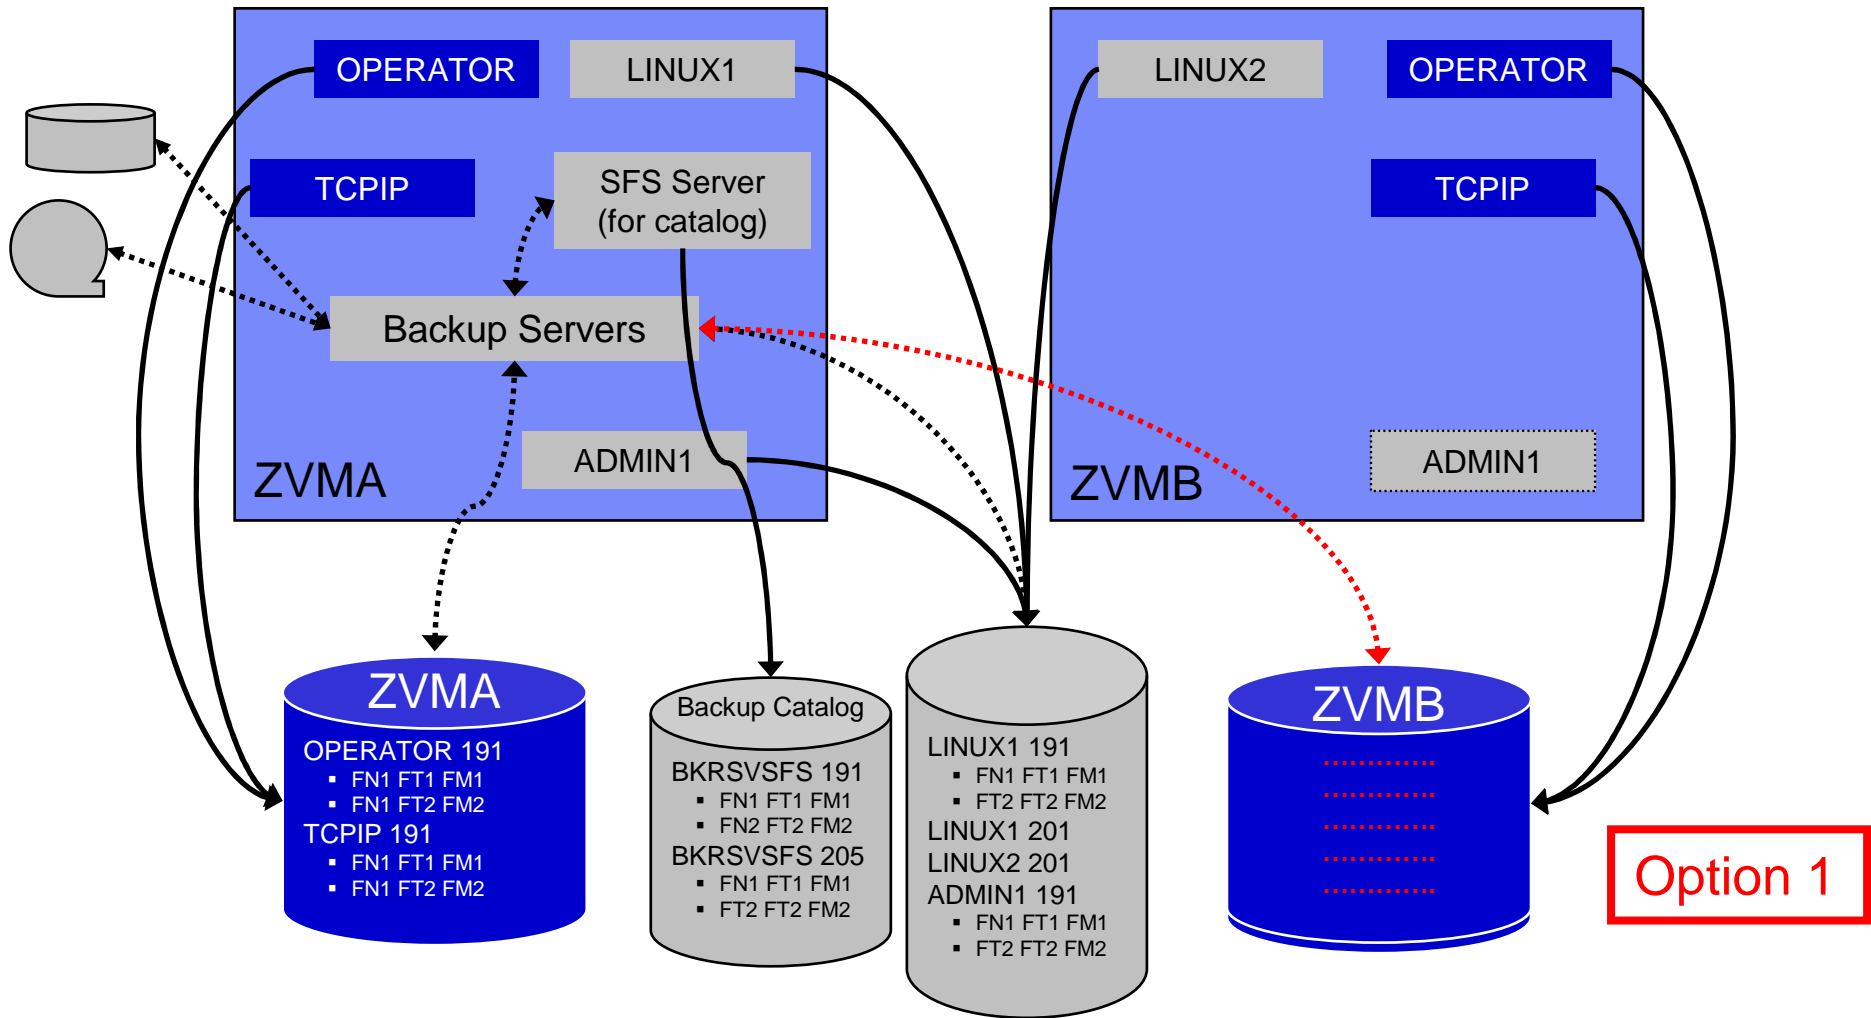 OPERATOR
LINUX1
TCPIP
SFS Server
(for catalog)
Backup Servers
ADMIN1
ZVMA
LINUX2
OPERATOR
TCPIP
ADMIN1
ZVMB
ZVMA
OPERATOR 191
▪ FN1 FT1 FM1
▪ FN1 FT2 FM2
TCPIP 191
▪ FN1 FT1 FM1
▪ FN1 FT2 FM2
Backup Catalog
BKRSVSFS 191
▪ FN1 FT1 FM1
▪ FN2 FT2 FM2
BKRSVSFS 205
▪ FN1 FT1 FM1
▪ FT2 FT2 FM2
LINUX1 191
▪ FN1 FT1 FM1
▪ FT2 FT2 FM2
LINUX1 201
LINUX2 201
ADMIN1 191
▪ FN1 FT1 FM1
▪ FT2 FT2 FM2
ZVMB
Option 1